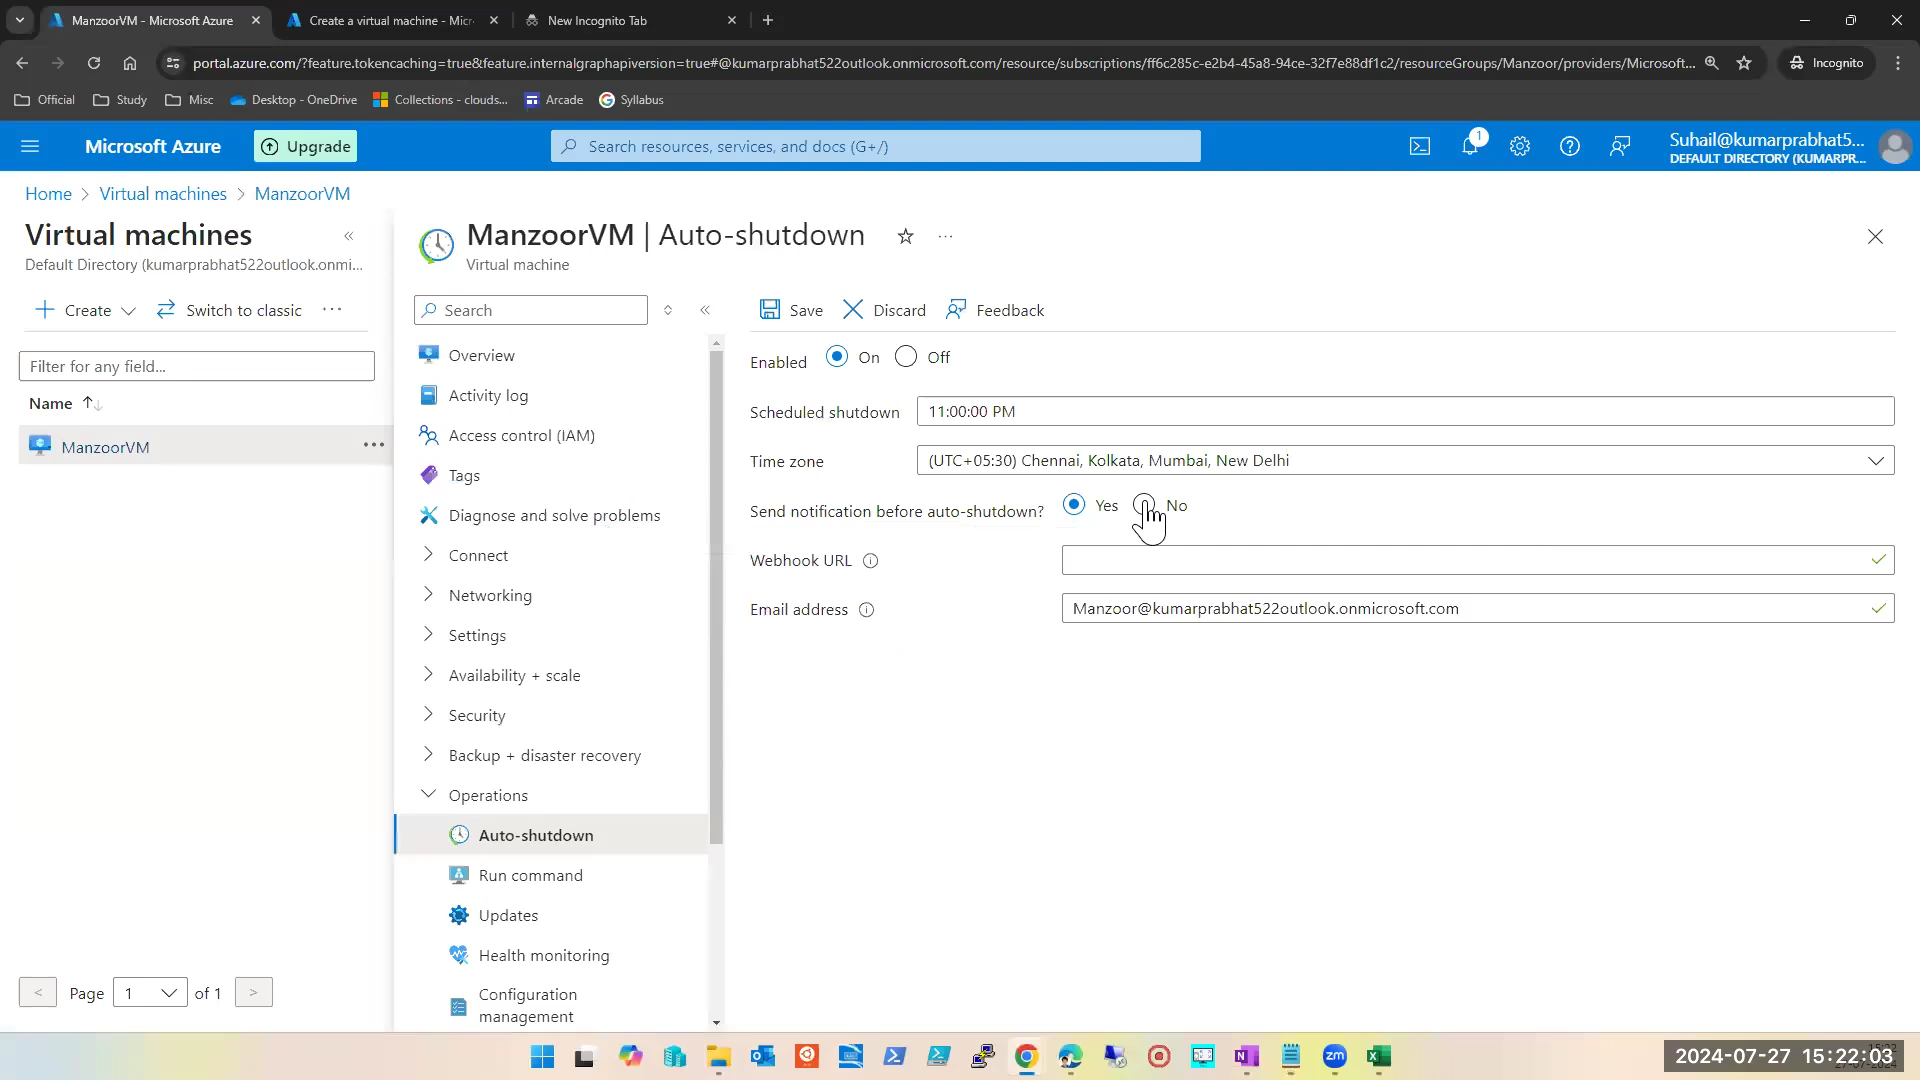 ManzoorVM - Microsoft Azure
Create a virtual machine - Micr
New Incognito Tab
portal.azure.com/?feature.tokencaching=true&feature.internalgraphapiversion=true#@kumarprabhat522outlook.onmicrosoft.com/resource/subscriptions/ff6c285c-e2b4-45a8-94ce-32f7e88df1c2/resourceGroups/Manzoor/providers/Microsoft...
Incognito
Official
Study
Misc
Desktop - OneDrive
Collections - clouds...
Arcade
Syllabus
Microsoft Azure
Upgrade
Search resources, services, and docs (G+/)
1
Suhail@kumarprabhat5...
DEFAULT DIRECTORY (KUMARPR...
Home > Virtual machines > ManzoorVM
Virtual machines
Default Directory (kumarprabhat522outlook.onmi...
Create
Switch to classic
Filter for any field...
Name
ManzoorVM
< Page 1 of 1 >
ManzoorVM | Auto-shutdown
Virtual machine
Search
Overview
Activity log
Access control (IAM)
Tags
Diagnose and solve problems
Connect
Networking
Settings
Availability + scale
Security
Backup + disaster recovery
Operations
Auto-shutdown
Run command
Updates
Health monitoring
Configuration
management
Save
Discard
Feedback
Enabled On Off
Scheduled shutdown 11:00:00 PM
Time zone (UTC+05:30) Chennai, Kolkata, Mumbai, New Delhi
Send notification before auto-shutdown? Yes No
Webhook URL
Email address Manzoor@kumarprabhat522outlook.onmicrosoft.com
2024-07-27 15:22:03